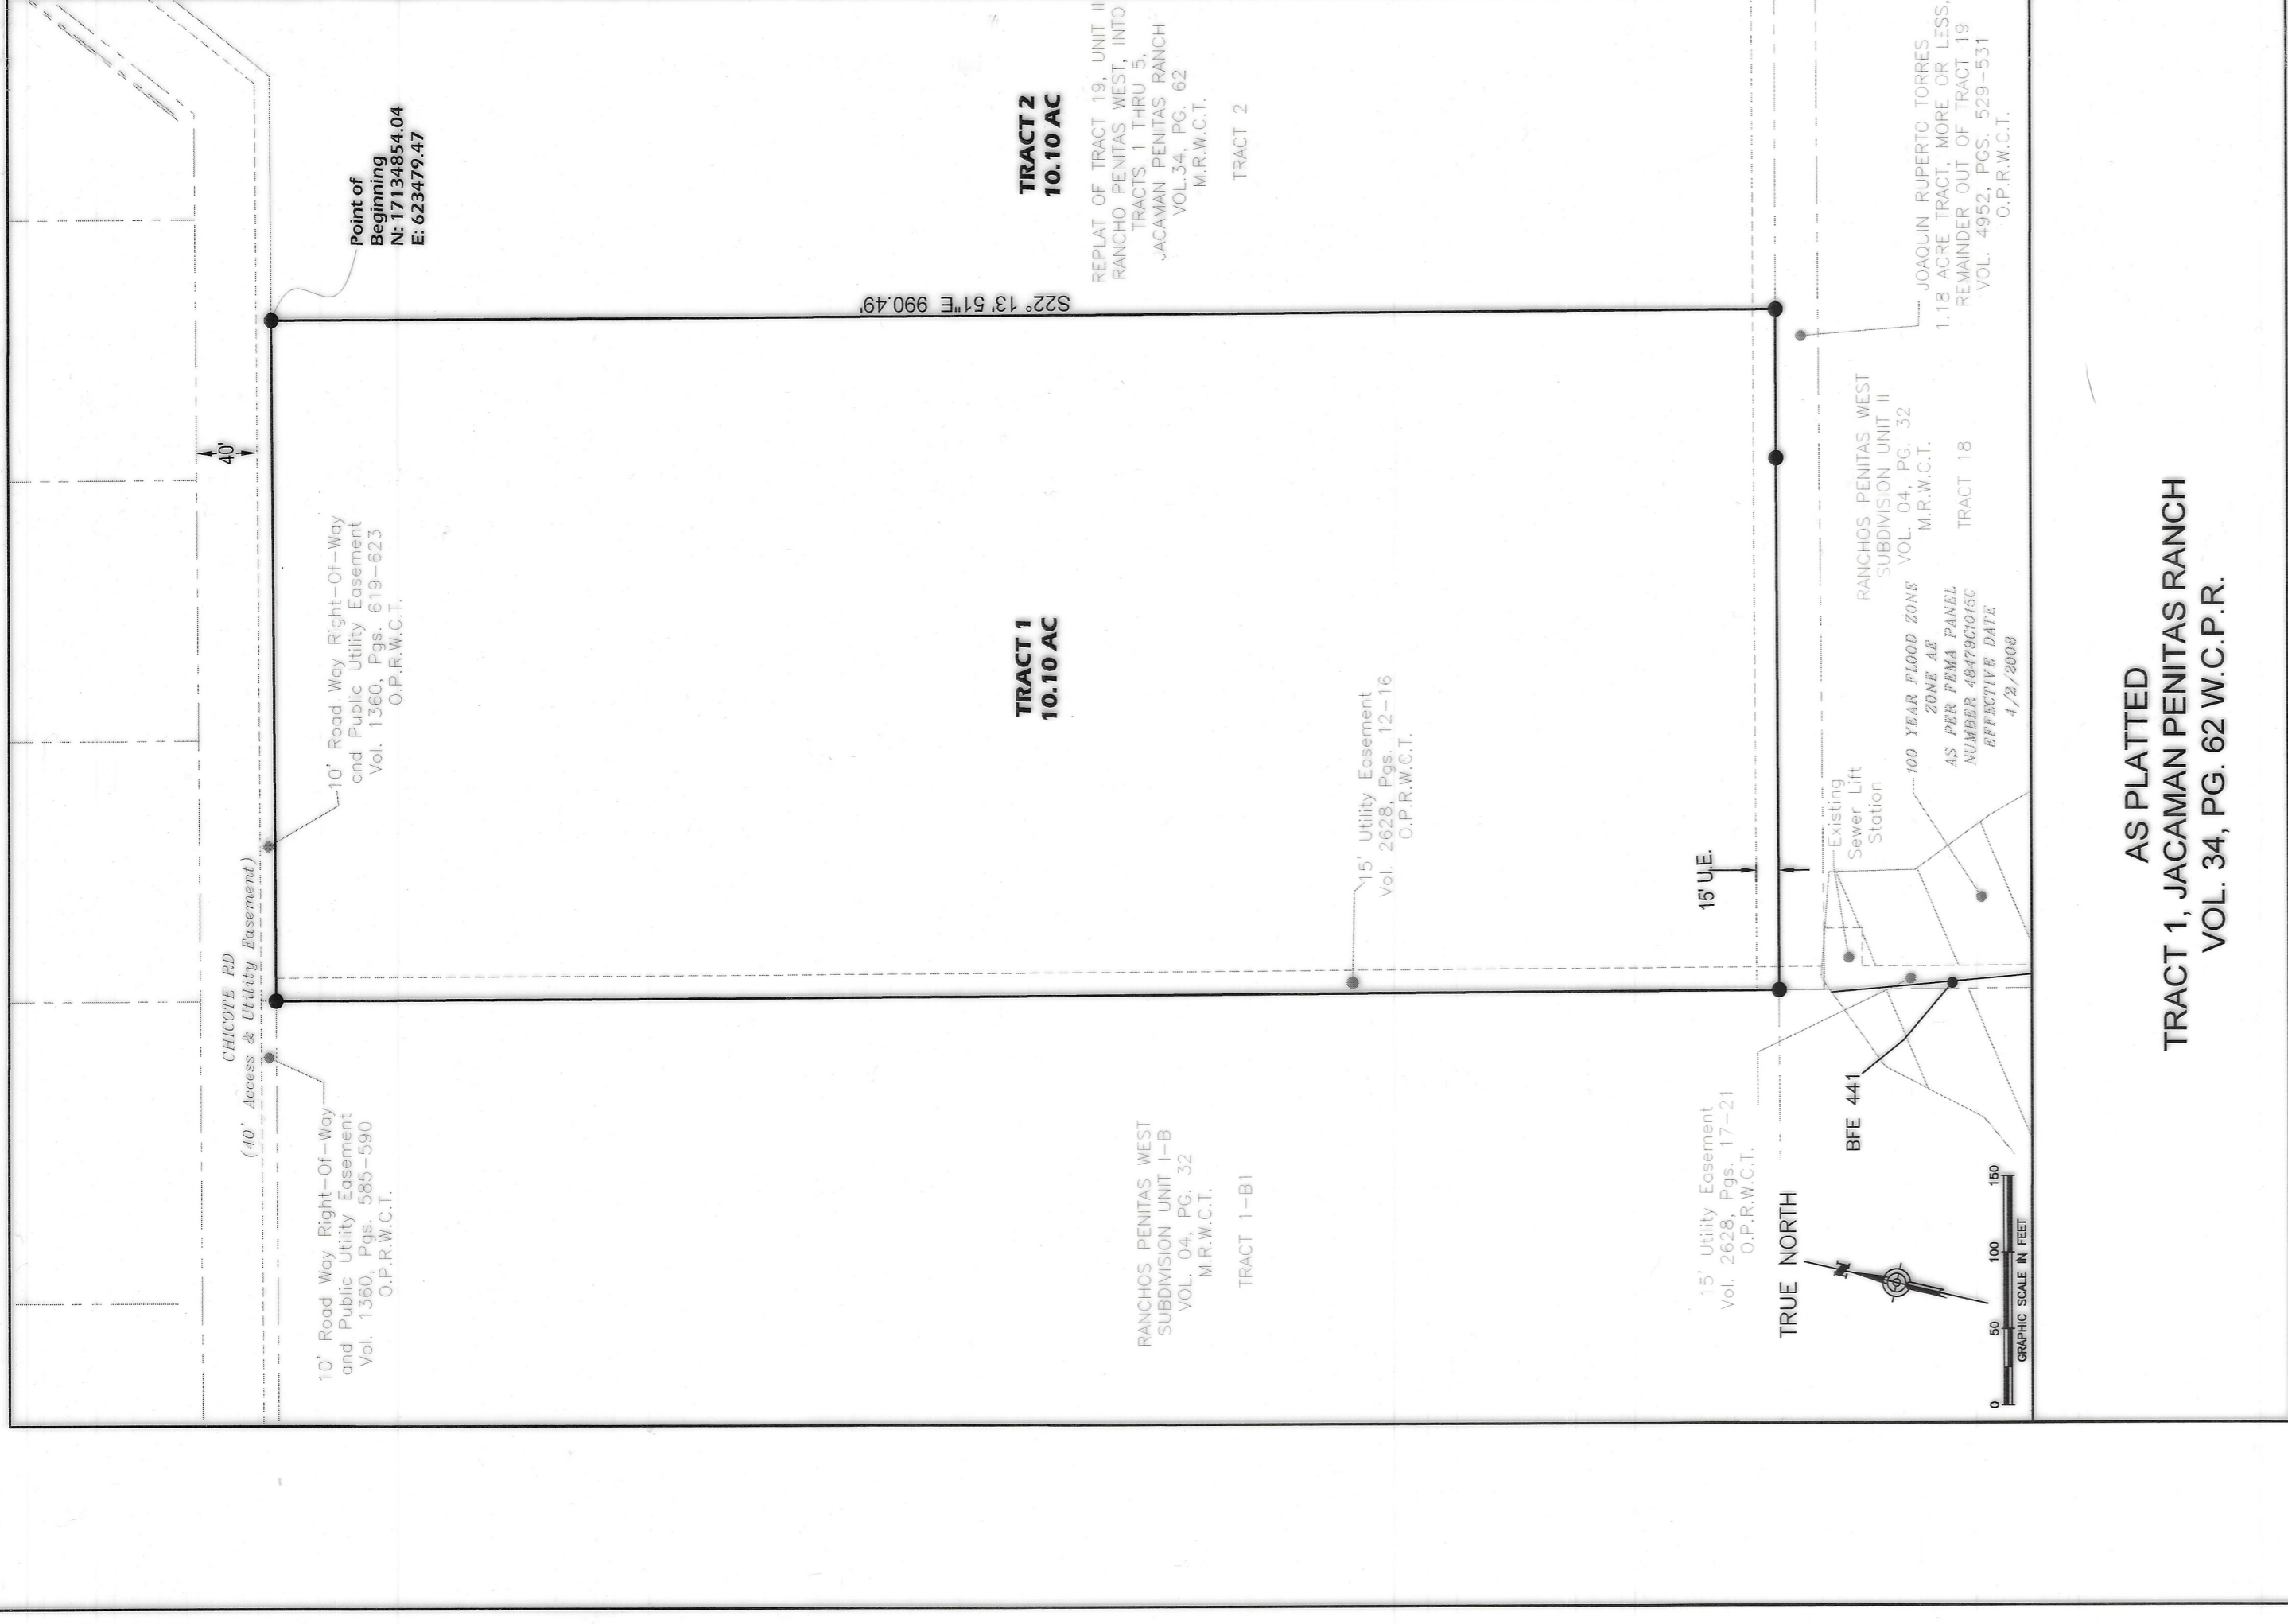 CHICOTE RD
(40' Access & Utility Easement)
40'
Point of
Beginning
N: 17134854.04
E: 623479.47
10' Road Way Right-Of-Way
and Public Utility Easement
Vol. 1360, Pgs. 585-590
O.P.R.W.C.T.
10' Road Way Right-Of-Way
and Public Utility Easement
Vol. 1360, Pgs. 619-623
O.P.R.W.C.T.
S22° 13' 51"E 990.49'
TRACT 1
10.10 AC
TRACT 2
10.10 AC
REPLAT OF TRACT 19, UNIT II
RANCHO PENITAS WEST, INTO
TRACTS 1 THRU 5,
JACAMAN PENITAS RANCH
VOL.34, PG. 62
M.R.W.C.T.
TRACT 2
RANCHOS PENITAS WEST
SUBDIVISION UNIT I-B
VOL. 04, PG. 32
M.R.W.C.T.
TRACT 1-B1
15' Utility Easement
Vol. 2628, Pgs. 12-16
O.P.R.W.C.T.
15' Utility Easement
Vol. 2628, Pgs. 17-21
O.P.R.W.C.T.
15' U.E.
TRUE NORTH
N
BFE 441
Existing
Sewer Lift
Station
100 YEAR FLOOD ZONE
ZONE AE
AS PER FEMA PANEL
NUMBER 48479C1015C
EFFECTIVE DATE
4/2/2008
RANCHOS PENITAS WEST
SUBDIVISION UNIT II
VOL. 04, PG. 32
M.R.W.C.T.
TRACT 18
JOAQUIN RUPERTO TORRES
1.18 ACRE TRACT, MORE OR LESS,
REMAINDER OUT OF TRACT 19
VOL. 4952, PGS. 529-531
O.P.R.W.C.T.
0 50 100 150
GRAPHIC SCALE IN FEET
AS PLATTED
TRACT 1, JACAMAN PENITAS RANCH
VOL. 34, PG. 62 W.C.P.R.